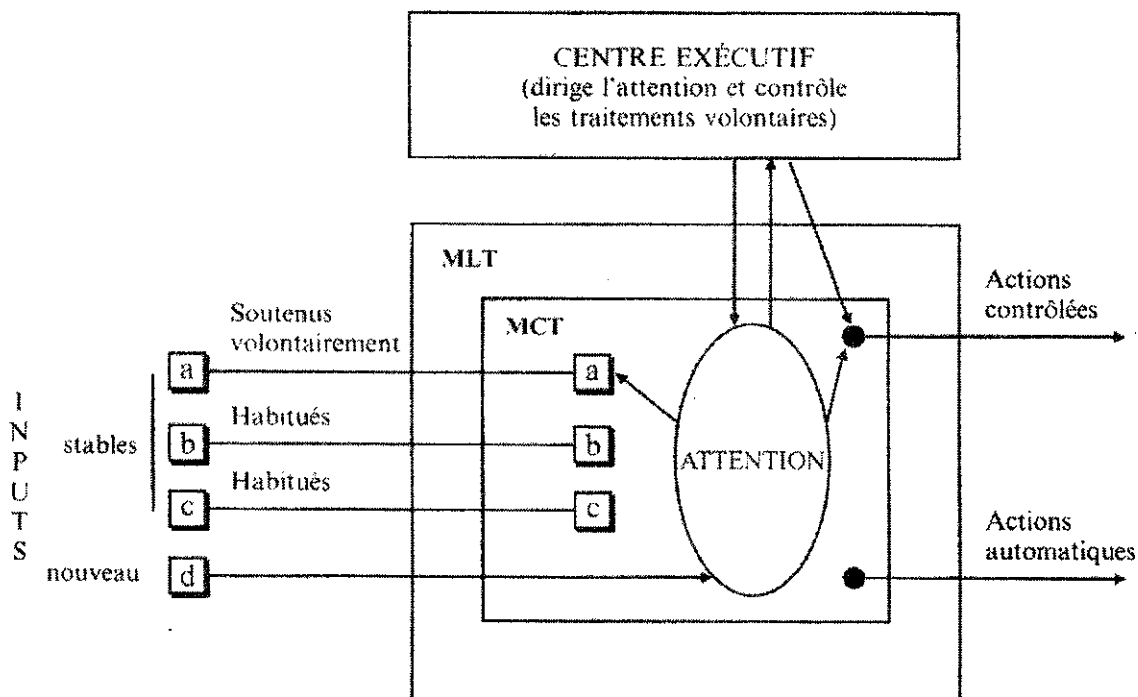 CENTRE EXÉCUTIF
(dirige l'attention et contrôle
les traitements volontaires)
MLT
MCT
Actions
contrôlées
Soutenus
volontairement
a
a
Habitués
INPUTS
stables
b
b
ATTENTION
Habitués
c
c
Actions
automatiques
nouveau
d